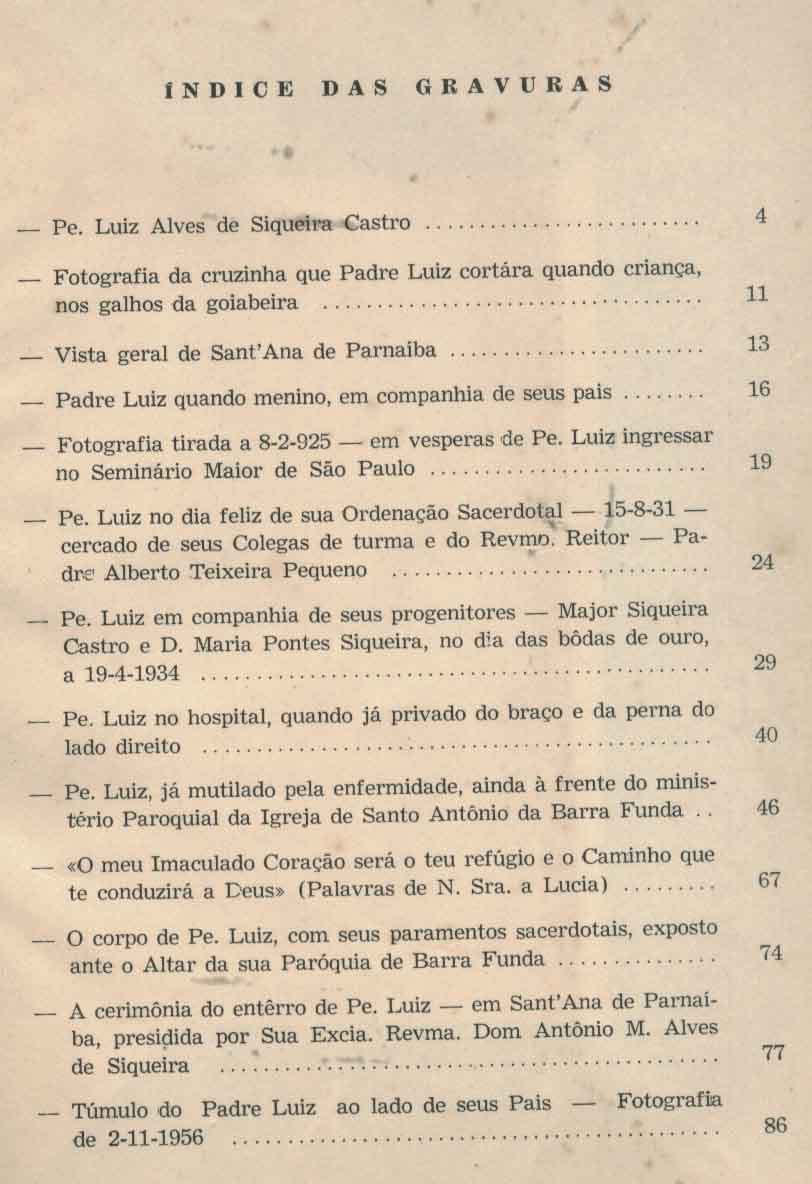 ÍNDICE DAS GRAVURAS
— Pe. Luiz Alves de Siqueira Castro .......................... 4
— Fotografia da cruzinha que Padre Luiz cortára quando criança,
nos galhos da goiabeira ................................... 11
— Vista geral de Sant'Ana de Parnaíba ........................ 13
— Padre Luiz quando menino, em companhia de seus pais ........ 16
— Fotografia tirada a 8-2-925 — em vesperas de Pe. Luiz ingressar
no Seminário Maior de São Paulo .......................... 19
— Pe. Luiz no dia feliz de sua Ordenação Sacerdotal — 15-8-31 —
cercado de seus Colegas de turma e do Revmo. Reitor — Pa-
dre Alberto Teixeira Pequeno .............................. 24
— Pe. Luiz em companhia de seus progenitores — Major Siqueira
Castro e D. Maria Pontes Siqueira, no dia das bôdas de ouro,
a 19-4-1934 ............................................... 29
— Pe. Luiz no hospital, quando já privado do braço e da perna do
lado direito ............................................... 40
— Pe. Luiz, já mutilado pela enfermidade, ainda à frente do minis-
tério Paroquial da Igreja de Santo Antônio da Barra Funda .. 46
— «O meu Imaculado Coração será o teu refúgio e o Caminho que
te conduzirá a Deus» (Palavras de N. Sra. a Lucia) ......... 67
— O corpo de Pe. Luiz, com seus paramentos sacerdotais, exposto
ante o Altar da sua Paróquia de Barra Funda ............... 74
— A cerimônia do entêrro de Pe. Luiz — em Sant'Ana de Parnaí-
ba, presidida por Sua Excia. Revma. Dom Antônio M. Alves
de Siqueira ............................................... 77
— Túmulo do Padre Luiz ao lado de seus Pais — Fotografia
de 2-11-1956 ............................................. 86